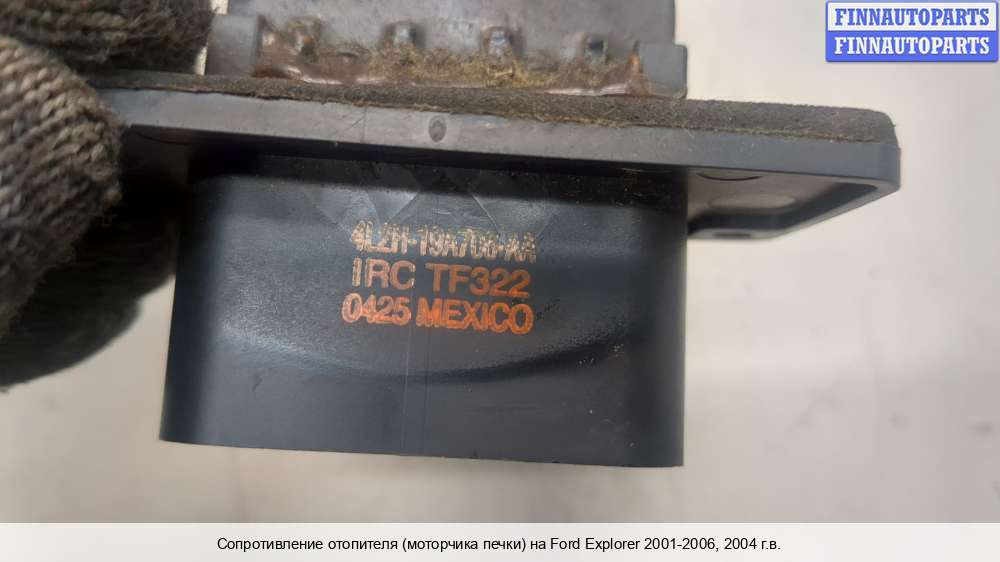 FINNAUTOPARTS
FINNAUTOPARTS
4L2H-19A706-AA
IRC TF322
0425 MEXICO
Сопротивление отопителя (моторчика печки) на Ford Explorer 2001-2006, 2004 г.в.